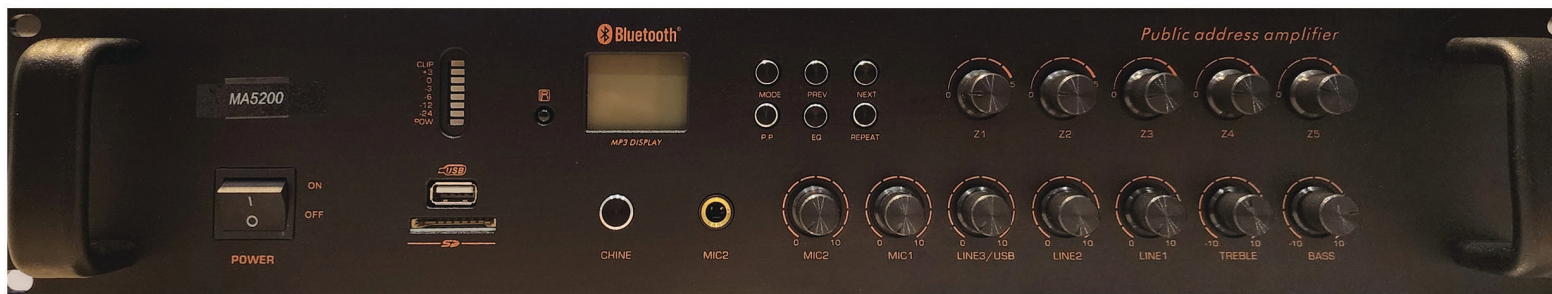 Bluetooth®
Public address amplifier
CLIP
+3
0
-3
-6
-12
-24
POW
MA5200
IR
MP3 DISPLAY
MODE PREV NEXT
P.P EQ REPEAT
0 5 0 5 0 0 0
Z1 Z2 Z3 Z4 Z5
USB
I
O
ON
OFF
POWER
SD
CHINE
MIC2
0 10 0 10 0 10 0 10 0 10 -10 10 -10 10
MIC2 MIC1 LINE3/USB LINE2 LINE1 TREBLE BASS